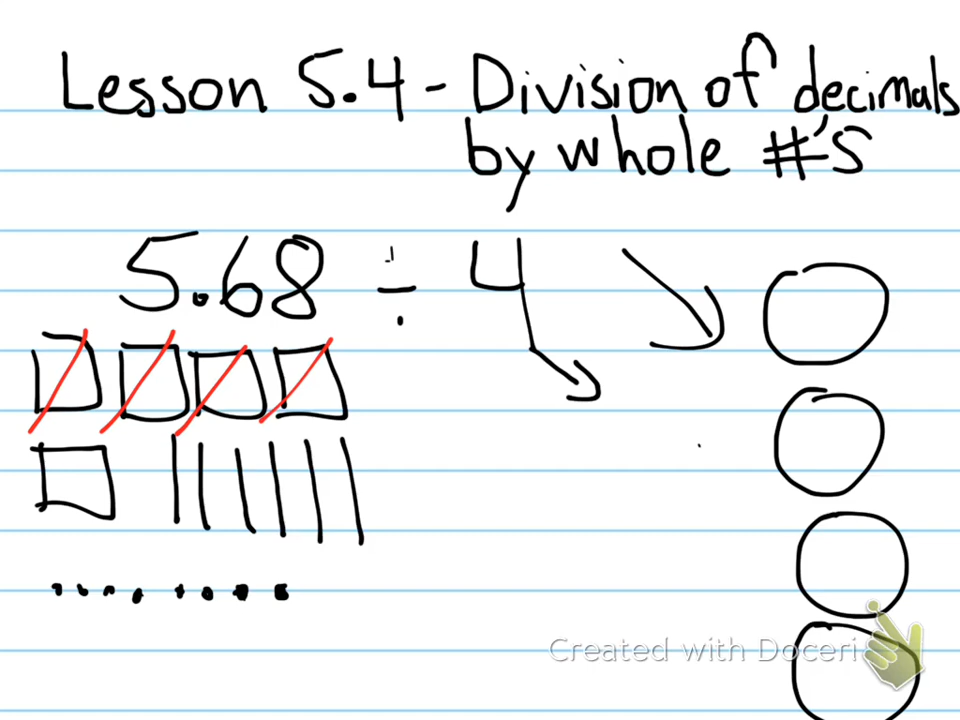 Lesson 5.4 - Division of decimals
by whole #'s
5.68 ÷ 4
Created with Doceri